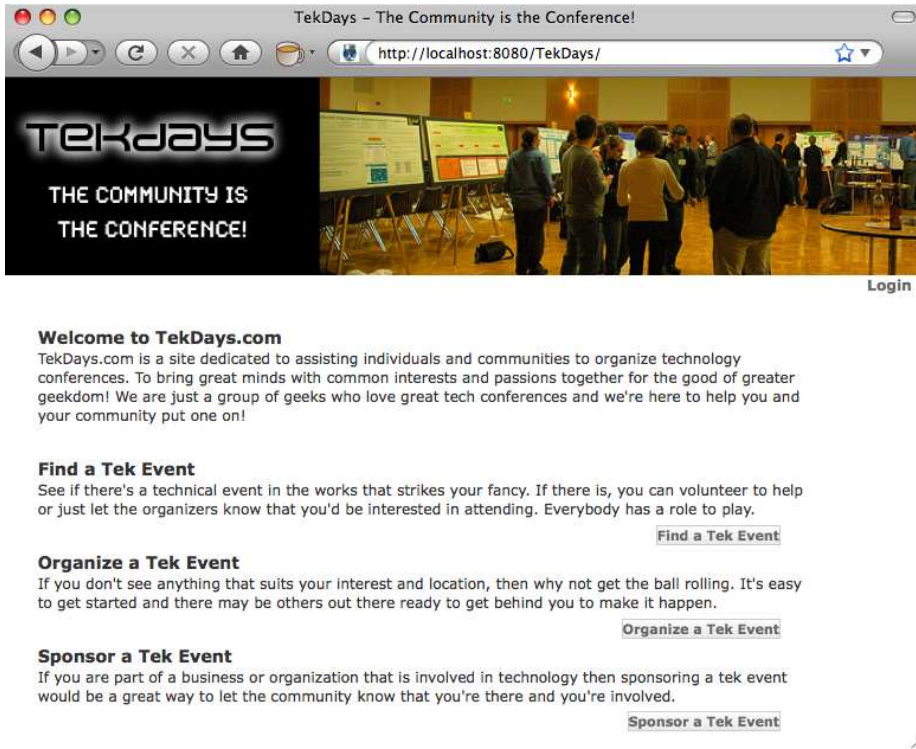 TekDays – The Community is the Conference!
http://localhost:8080/TekDays/
TEKDAYS
THE COMMUNITY IS
THE CONFERENCE!
Login
Welcome to TekDays.com
TekDays.com is a site dedicated to assisting individuals and communities to organize technology
conferences. To bring great minds with common interests and passions together for the good of greater
geekdom! We are just a group of geeks who love great tech conferences and we're here to help you and
your community put one on!
Find a Tek Event
See if there's a technical event in the works that strikes your fancy. If there is, you can volunteer to help
or just let the organizers know that you'd be interested in attending. Everybody has a role to play.
Find a Tek Event
Organize a Tek Event
If you don't see anything that suits your interest and location, then why not get the ball rolling. It's easy
to get started and there may be others out there ready to get behind you to make it happen.
Organize a Tek Event
Sponsor a Tek Event
If you are part of a business or organization that is involved in technology then sponsoring a tek event
would be a great way to let the community know that you're there and you're involved.
Sponsor a Tek Event